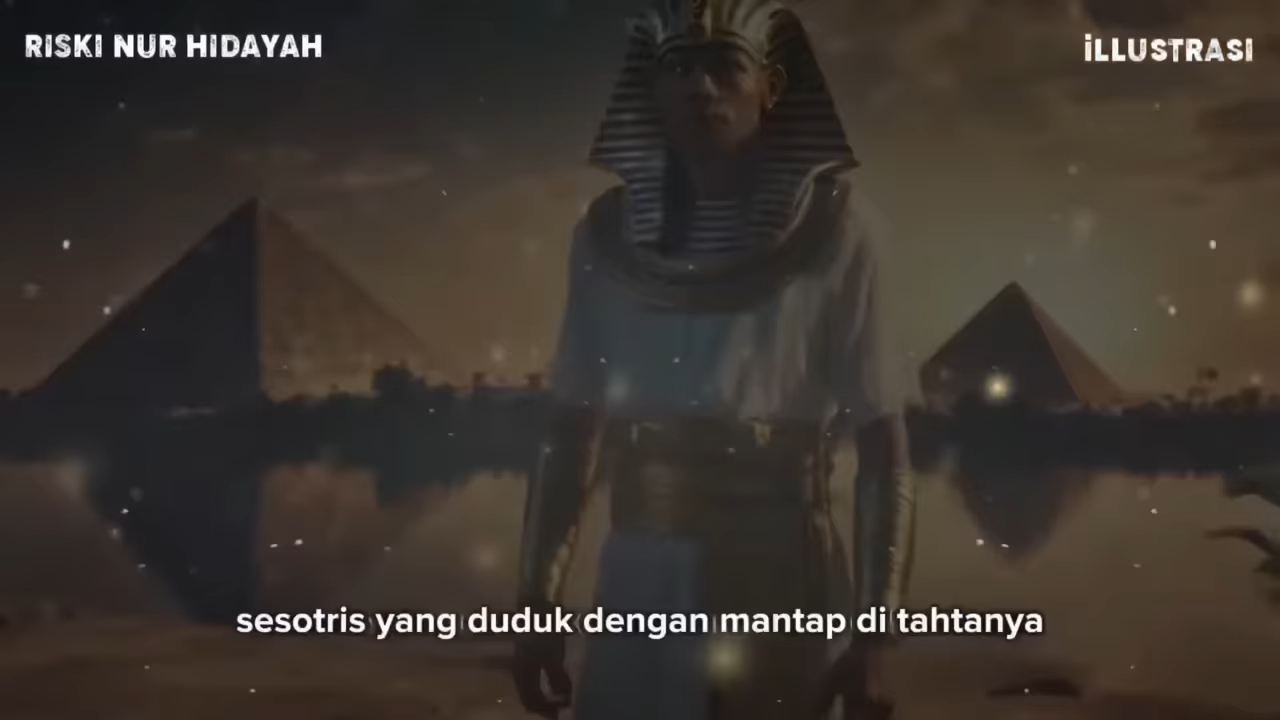 RISKI NUR HIDAYAH
iLLUSTRASI
sesotris yang duduk dengan mantap di tahtanya